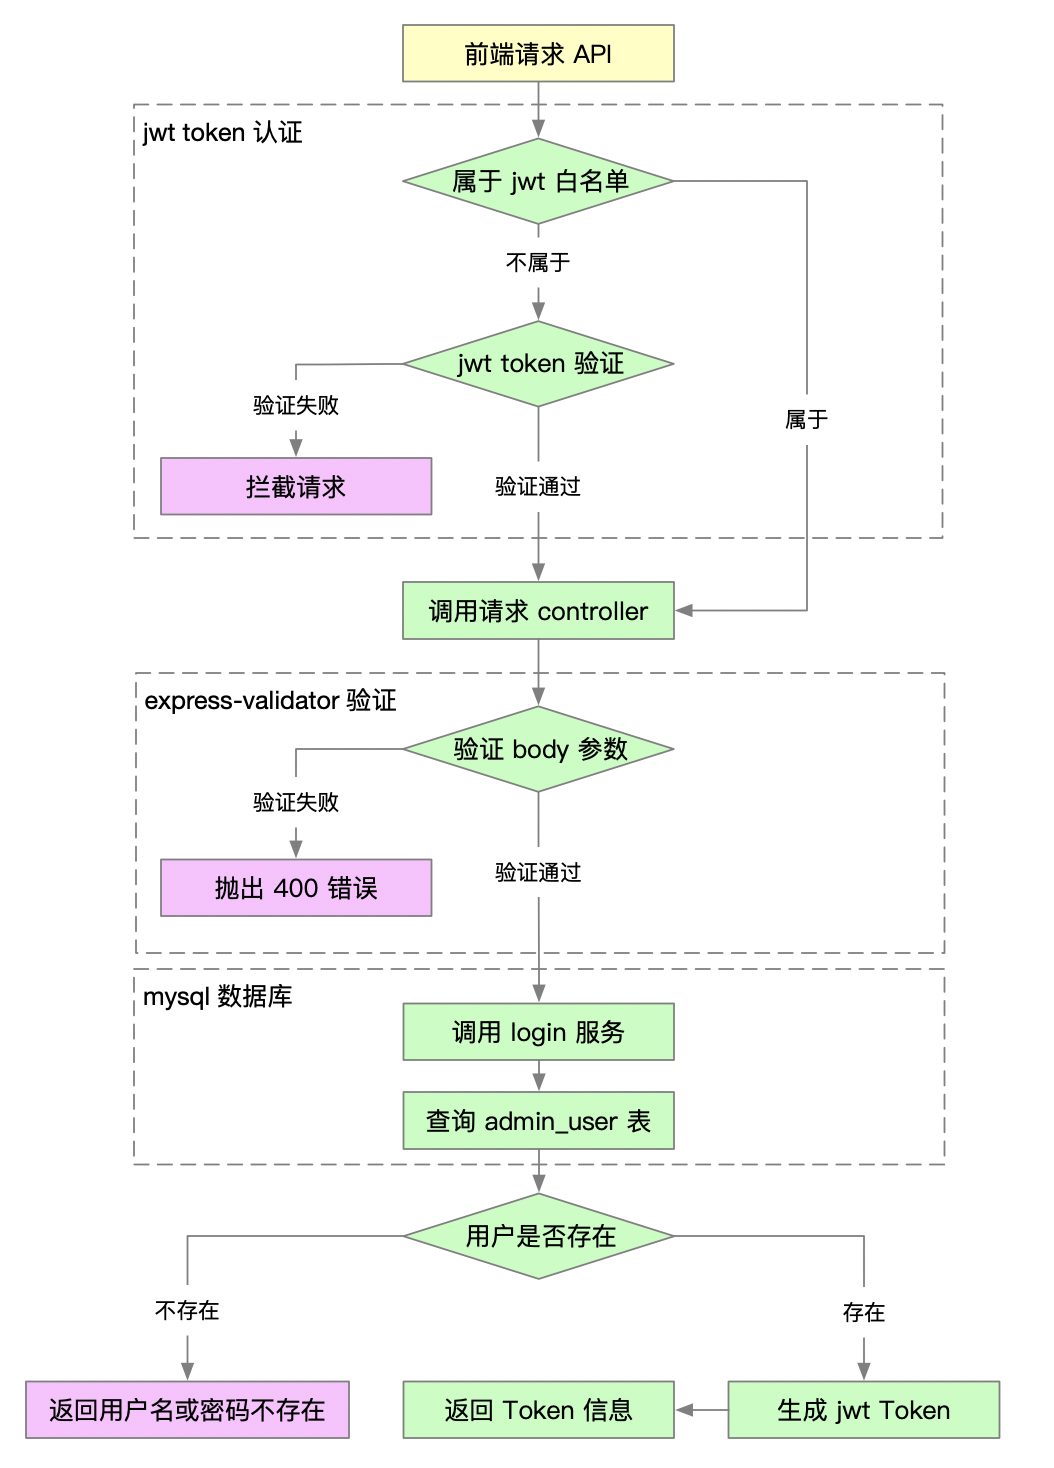 前端请求 API
jwt token 认证
属于 jwt 白名单
不属于
jwt token 验证
验证失败
属于
拦截请求
验证通过
调用请求 controller
express-validator 验证
验证 body 参数
验证失败
验证通过
抛出 400 错误
mysql 数据库
调用 login 服务
查询 admin_user 表
用户是否存在
不存在
存在
返回用户名或密码不存在
返回 Token 信息
生成 jwt Token